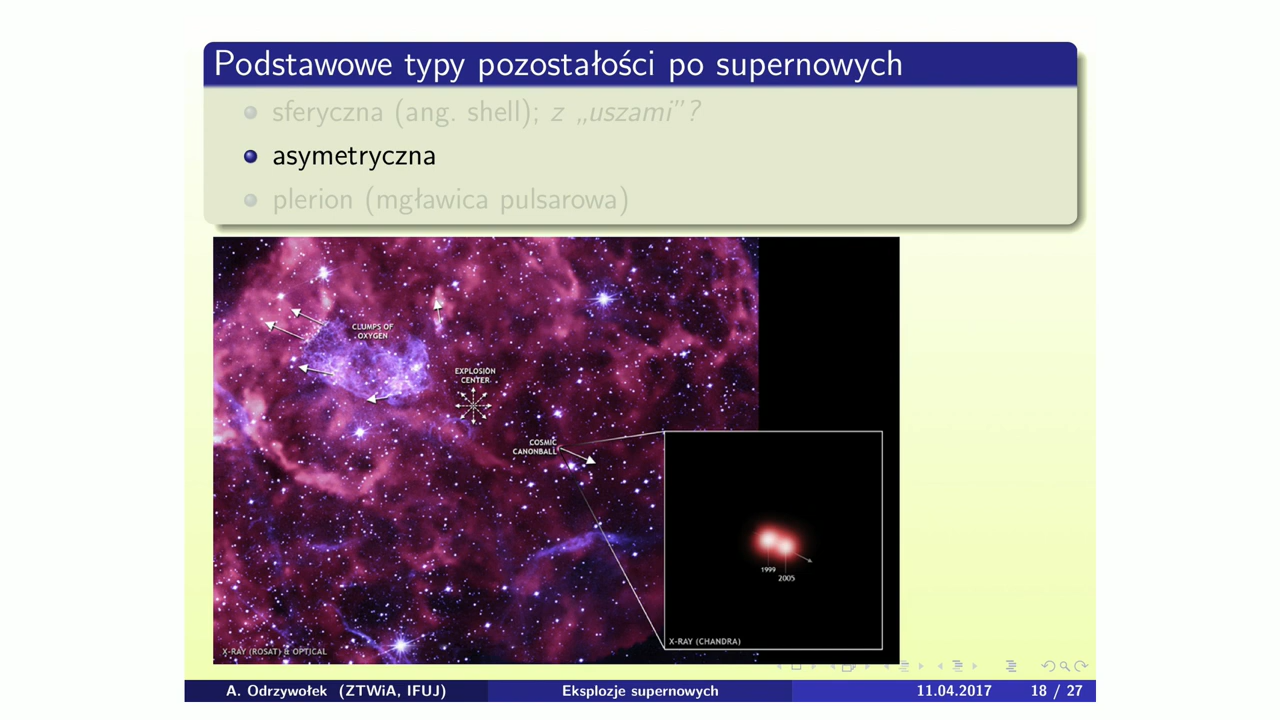 Podstawowe typy pozostałości po supernowych
sferyczna (ang. shell); z „uszami”?
asymetryczna
plerion (mgławica pulsarowa)
CLUMPS OF
OXYGEN
EXPLOSION
CENTER
COSMIC
CANONBALL
1999
2005
X-RAY (CHANDRA)
X-RAY (ROSAT) & OPTICAL
A. Odrzywołek (ZTWiA, IFUJ) Eksplozje supernowych 11.04.2017 18 / 27